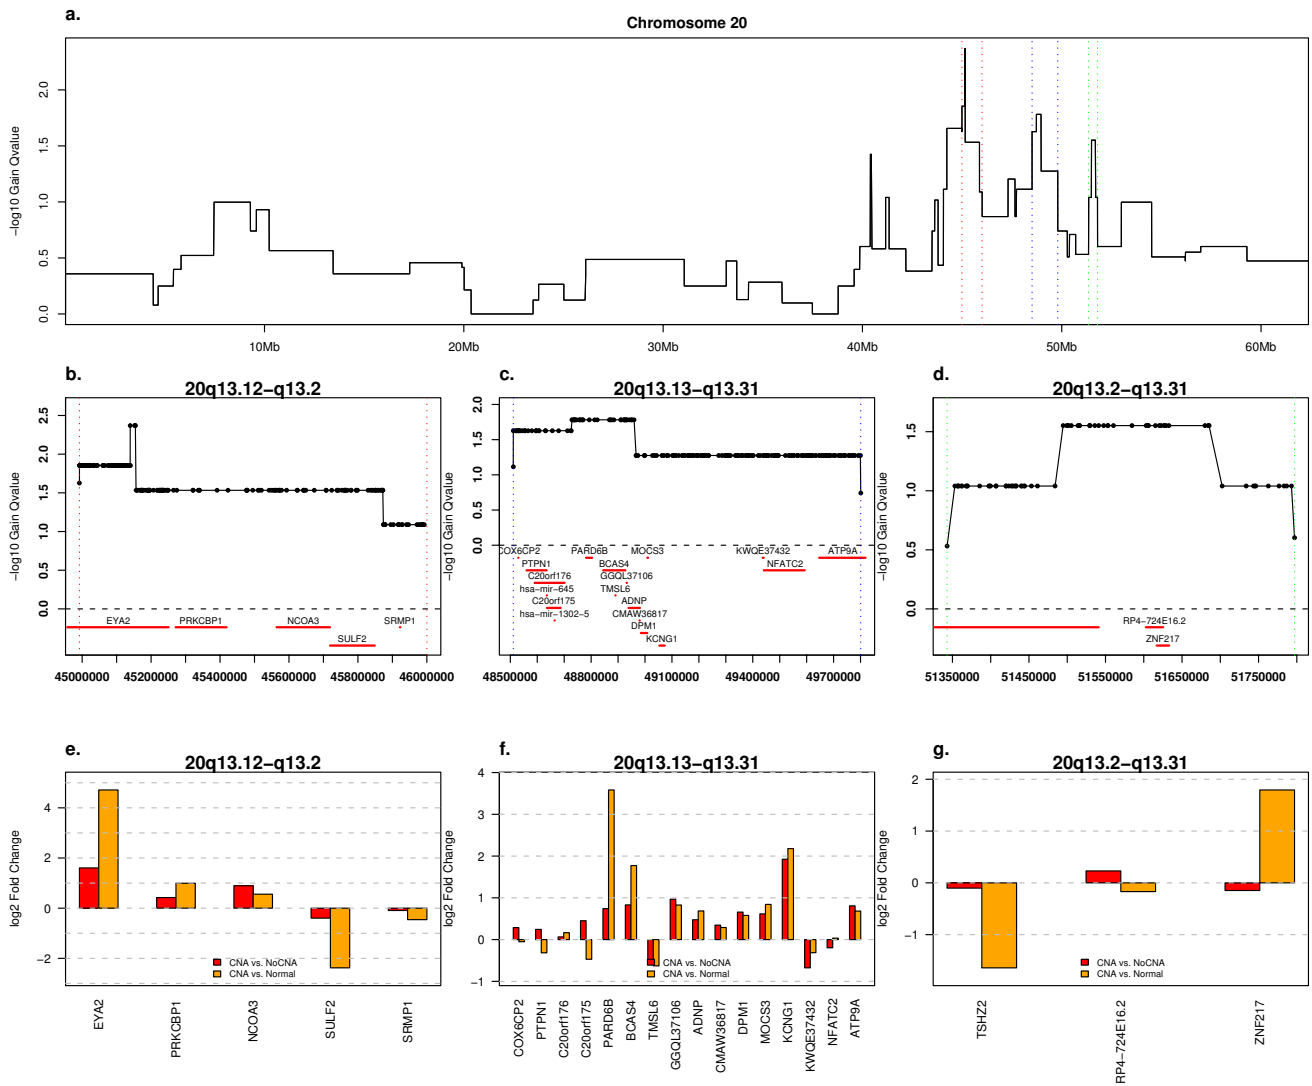 a.
Chromosome 20
−log10 Gain Qvalue
0.0 0.5 1.0 1.5 2.0
10Mb 20Mb 30Mb 40Mb 50Mb 60Mb
b.
20q13.12−q13.2
−log10 Gain Qvalue
0.0 0.5 1.0 1.5 2.0 2.5
EYA2 PRKCBP1 NCOA3 SRMP1
SULF2
45000000 45200000 45400000 45600000 45800000 46000000
c.
20q13.13−q13.31
−log10 Gain Qvalue
0.0 0.5 1.0 1.5 2.0
COX6CP2 PARD6B MOCS3 KWQE37432 ATP9A
PTPN1 BCAS4 NFATC2
C20orf176 GGQL37106
hsa−mir−645 TMSL6
C20orf175 ADNP
hsa−mir−1302−5 CMAW36817
DPM1
KCNG1
48500000 48800000 49100000 49400000 49700000
d.
20q13.2−q13.31
−log10 Gain Qvalue
0.0 0.5 1.0 1.5
RP4−724E16.2
ZNF217
51350000 51450000 51550000 51650000 51750000
e.
20q13.12−q13.2
log2 Fold Change
−2 0 2 4
CNA vs. NoCNA
CNA vs. Normal
EYA2 PRKCBP1 NCOA3 SULF2 SRMP1
f.
20q13.13−q13.31
log2 Fold Change
−1 0 1 2 3 4
CNA vs. NoCNA
CNA vs. Normal
COX6CP2 PTPN1 C20orf176 C20orf175 PARD6B BCAS4 TMSL6 GGQL37106 ADNP CMAW36817 DPM1 MOCS3 KCNG1 KWQE37432 NFATC2 ATP9A
g.
20q13.2−q13.31
log2 Fold Change
−1 0 1 2
CNA vs. NoCNA
CNA vs. Normal
TSHZ2 RP4−724E16.2 ZNF217